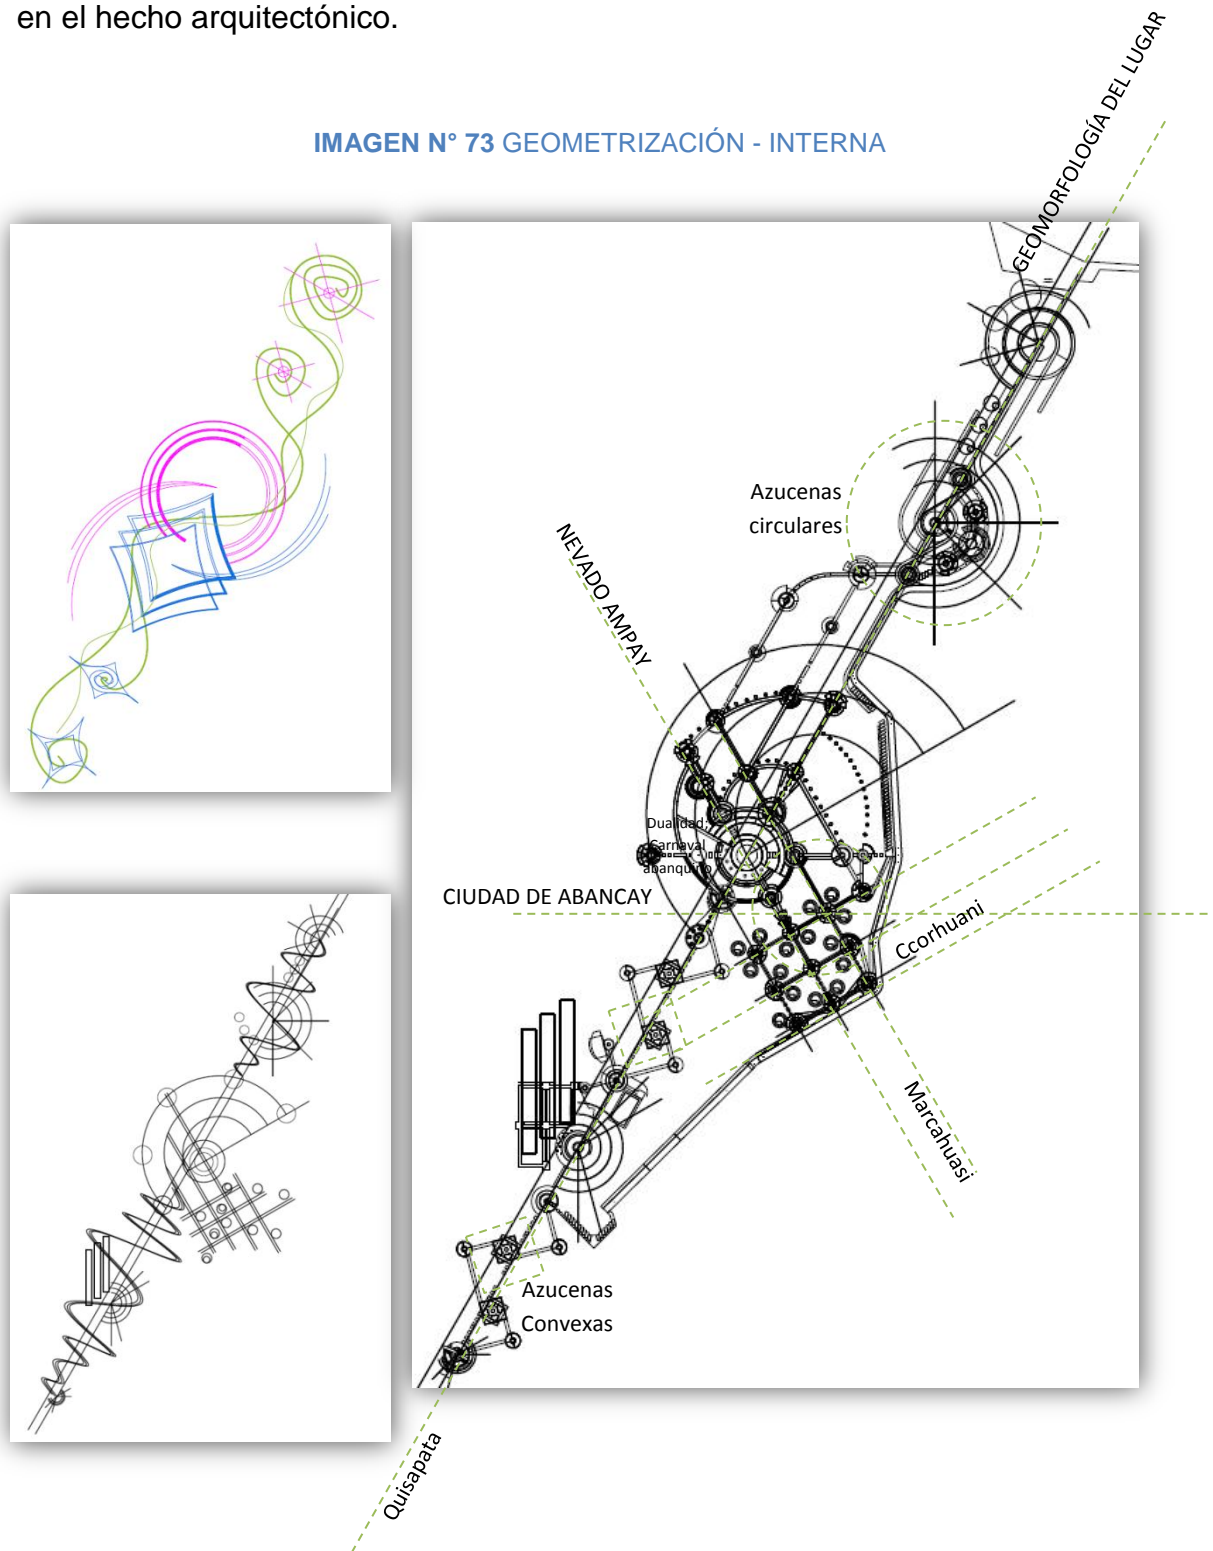 en el hecho arquitectónico.
IMAGEN N° 73 GEOMETRIZACIÓN - INTERNA
GEOMORFOLOGÍA DEL LUGAR
Azucenas
circulares
NEVADO AMPAY
Dualidad:
Carnaval
abanquino
CIUDAD DE ABANCAY
Ccorhuani
Marcahuasi
Azucenas
Convexas
Quisapata